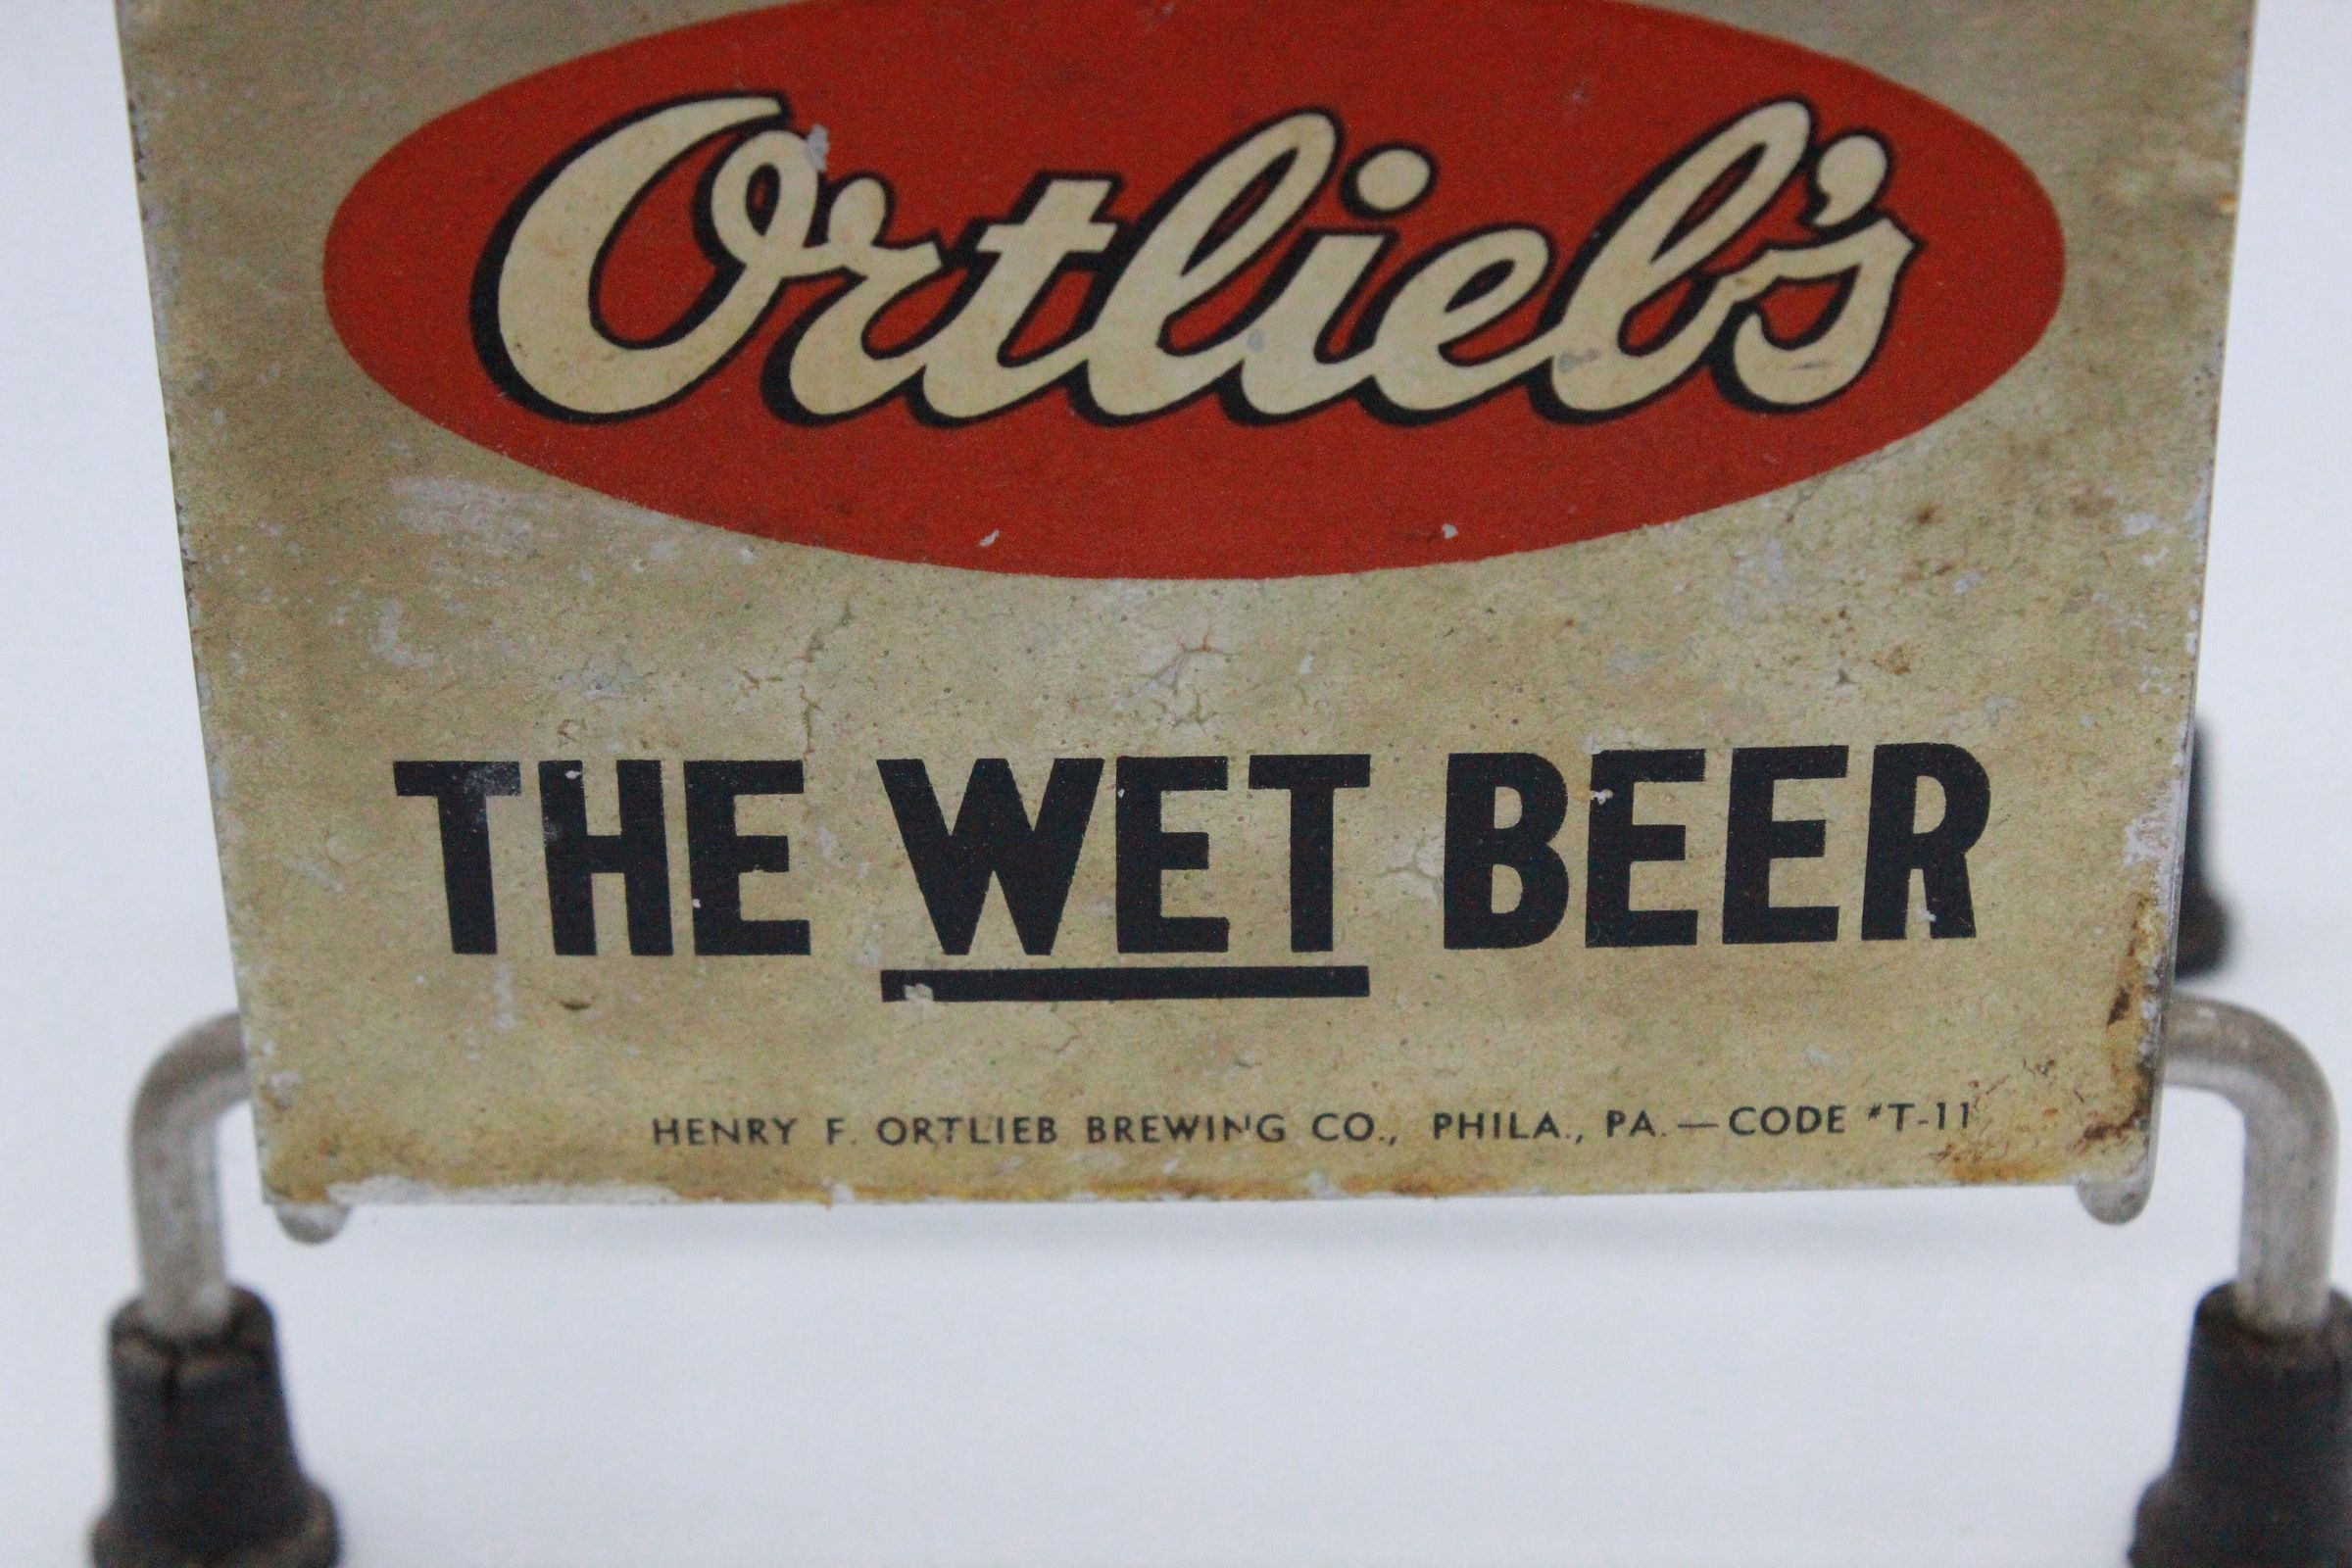 Ortlieb's
THE WET BEER
HENRY F. ORTLIEB BREWING CO., PHILA., PA.—CODE #T-11